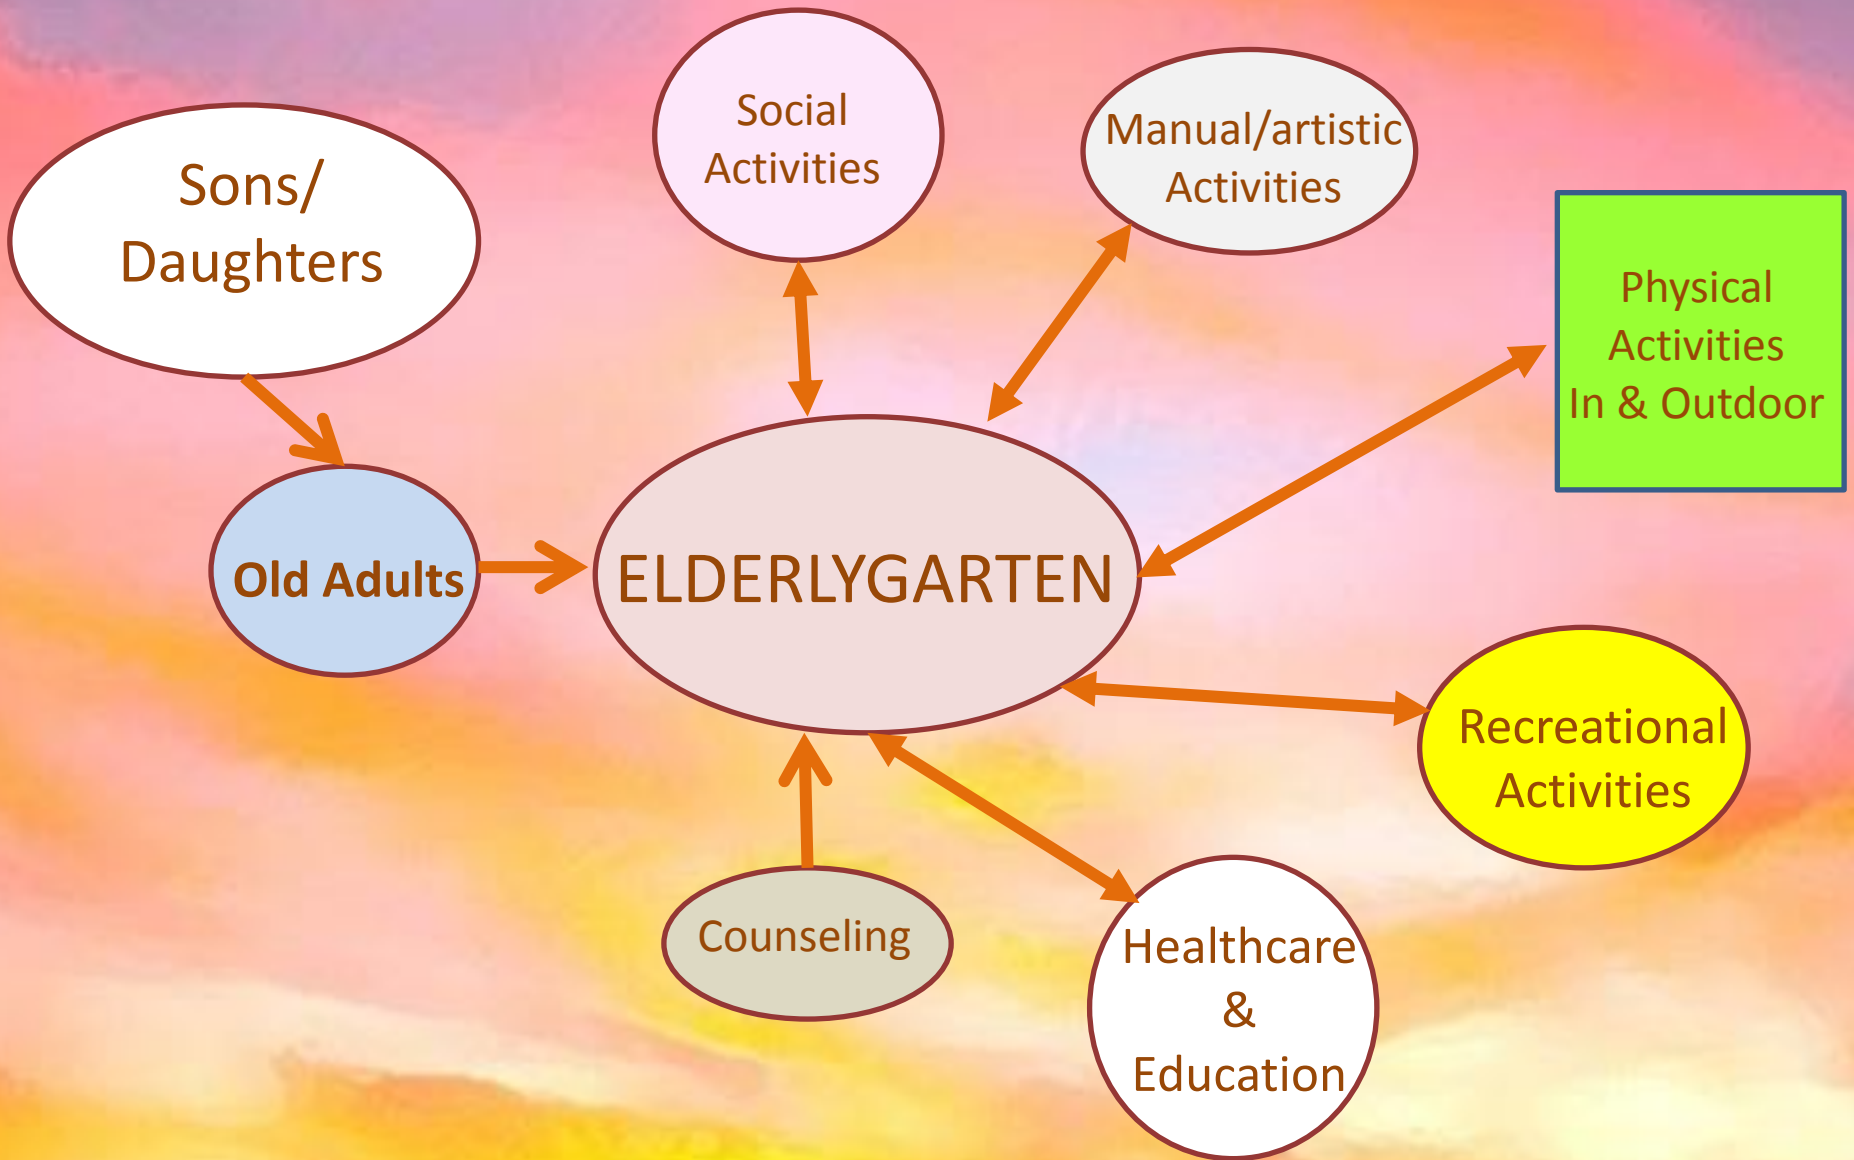 Social
Activities
Manual/artistic
Activities
Sons/
Daughters
Physical
Activities
In & Outdoor
Old Adults
ELDERLYGARTEN
Recreational
Activities
Counseling
Healthcare
&
Education